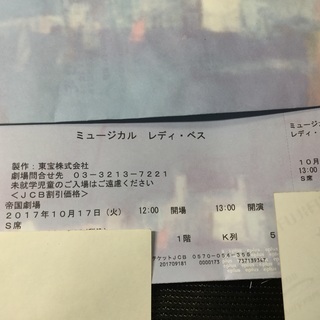 ミュージカル　レディ・ベス
製作：東宝株式会社
劇場問合せ先　０３－３２１３－７２２１
未就学児童のご入場はご遠慮ください
＜ＪＣＢ割引価格＞
帝国劇場
２０１７年１０月１７日（火）　12:00　開場　13:00　開演
Ｓ席
1階　Ｋ列　5
チケットＪＣＢ　０５７０－０５４－５５８
201709181　0000173
ミュージ
レディ・
１０月
13:0
Ｓ席